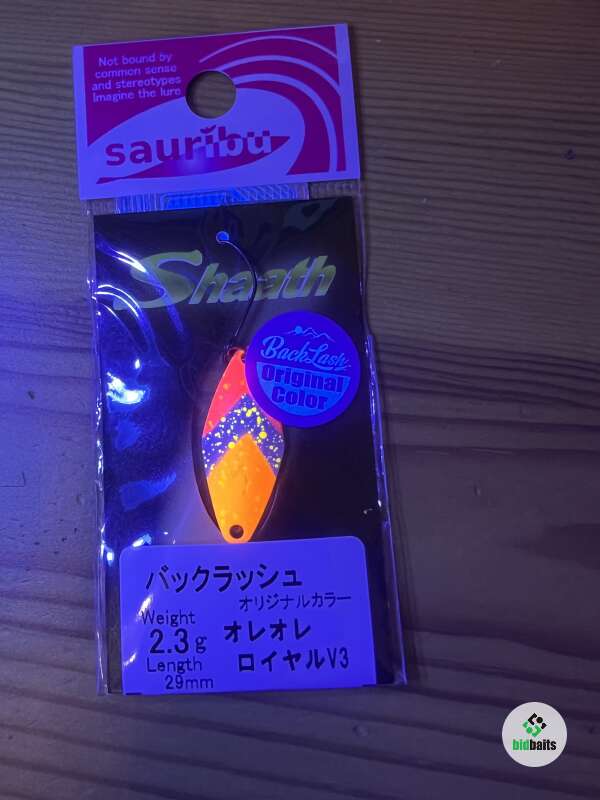 Not bound by
common sense
and stereotypes
Imagine the lure
sauribu
Shaath
BackLash
Original
Color
バックラッシュ
オリジナルカラー
Weight
2.3g
オレオレ
Length
ロイヤルV3
29mm
bidbaits